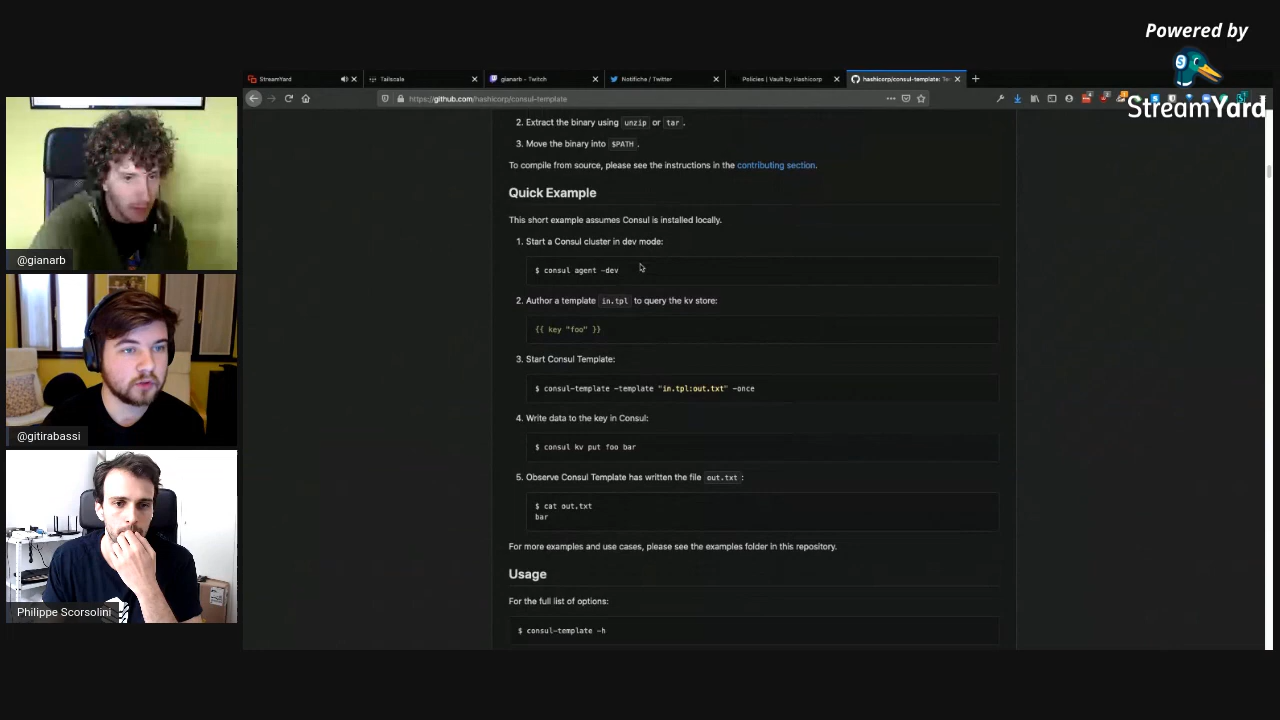 Powered by
StreamYard
StreamYard
Tailscale
gianarb - Twitch
Notifiche / Twitter
Policies | Vault by Hashicorp
hashicorp/consul-template: Te
https://github.com/hashicorp/consul-template
2. Extract the binary using unzip or tar.
3. Move the binary into $PATH.
To compile from source, please see the instructions in the contributing section.
Quick Example
This short example assumes Consul is installed locally.
1. Start a Consul cluster in dev mode:
$ consul agent -dev
2. Author a template in.tpl to query the kv store:
{{ key "foo" }}
3. Start Consul Template:
$ consul-template -template "in.tpl:out.txt" -once
4. Write data to the key in Consul:
$ consul kv put foo bar
5. Observe Consul Template has written the file out.txt:
$ cat out.txt
bar
For more examples and use cases, please see the examples folder in this repository.
Usage
For the full list of options:
$ consul-template -h
@gianarb
@gitirabassi
Philippe Scorsolini